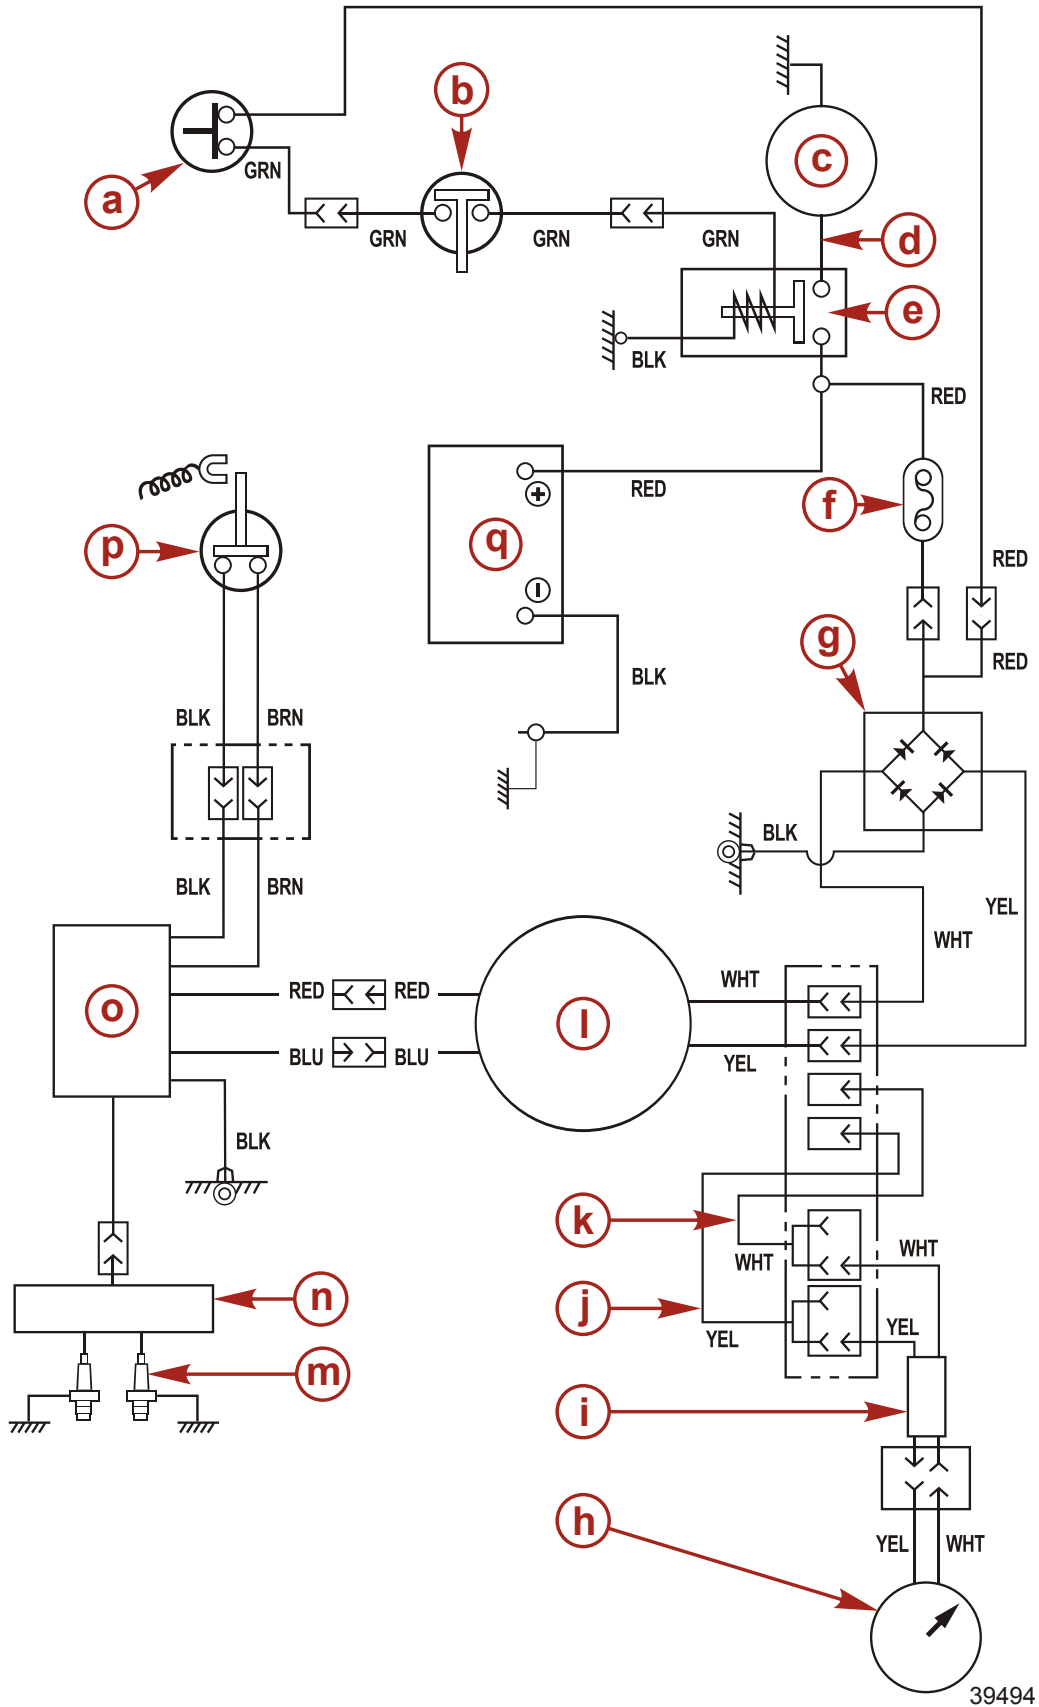 b
c
a
GRN
GRN
GRN
GRN
d
e
BLK
RED
RED
f
q
+
−
p
RED
RED
g
BLK
BLK
BRN
BLK
BLK
BRN
YEL
WHT
o
RED
RED
l
WHT
BLU
BLU
YEL
BLK
k
WHT
WHT
n
j
YEL
YEL
m
i
h
YEL
WHT
39494